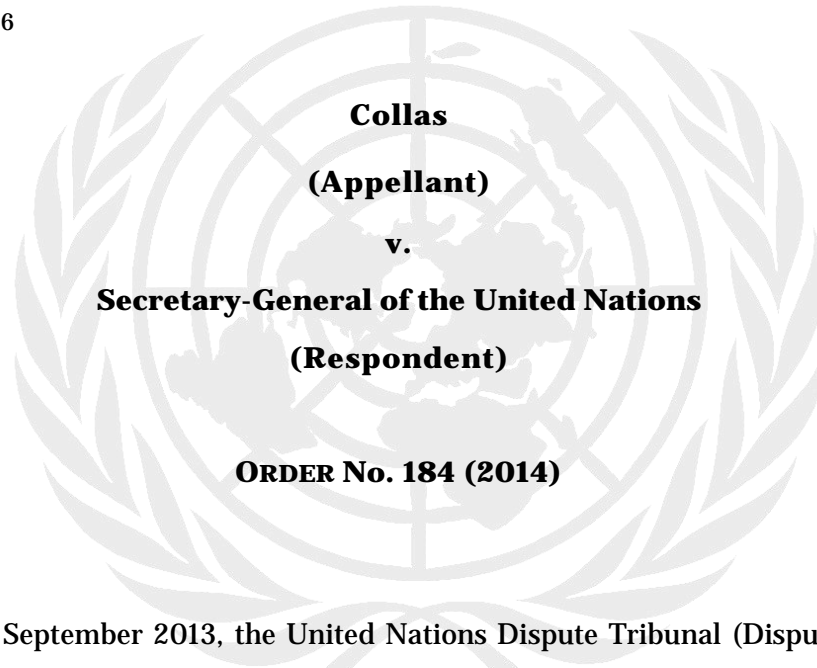 6
Collas
(Appellant)
v.
Secretary-General of the United Nations
(Respondent)
ORDER No. 184 (2014)
September 2013, the United Nations Dispute Tribunal (Dispu